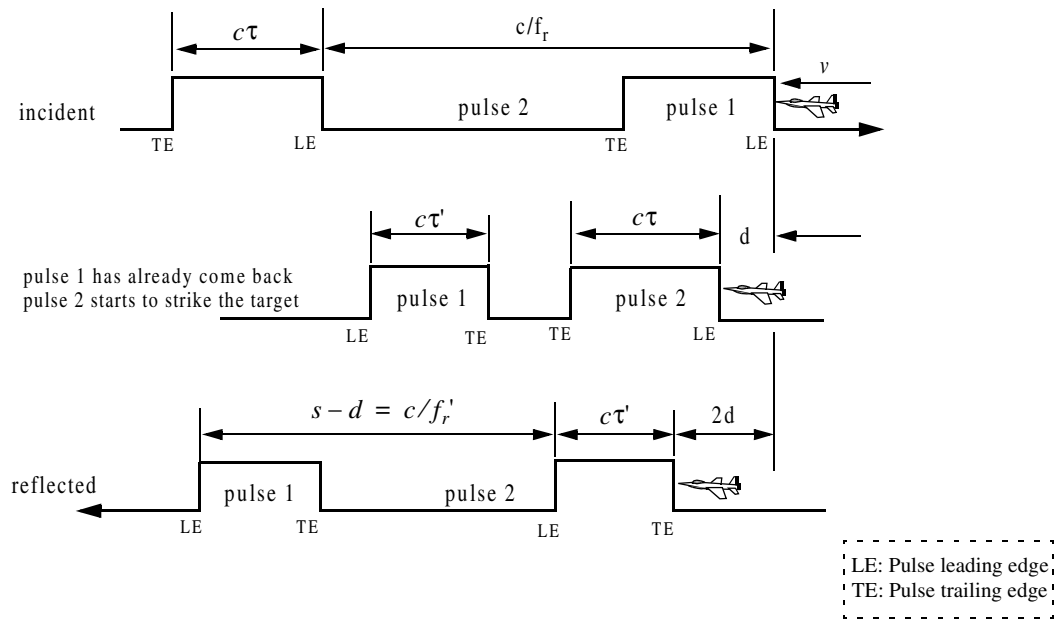 cτ
c/fᵣ
v
incident
pulse 2
pulse 1
TE
LE
TE
LE
cτ'
cτ
d
pulse 1 has already come back
pulse 2 starts to strike the target
pulse 1
pulse 2
LE
TE
TE
LE
s – d = c/fᵣ'
cτ'
2d
reflected
pulse 1
pulse 2
LE
TE
LE
TE
LE: Pulse leading edge
TE: Pulse trailing edge